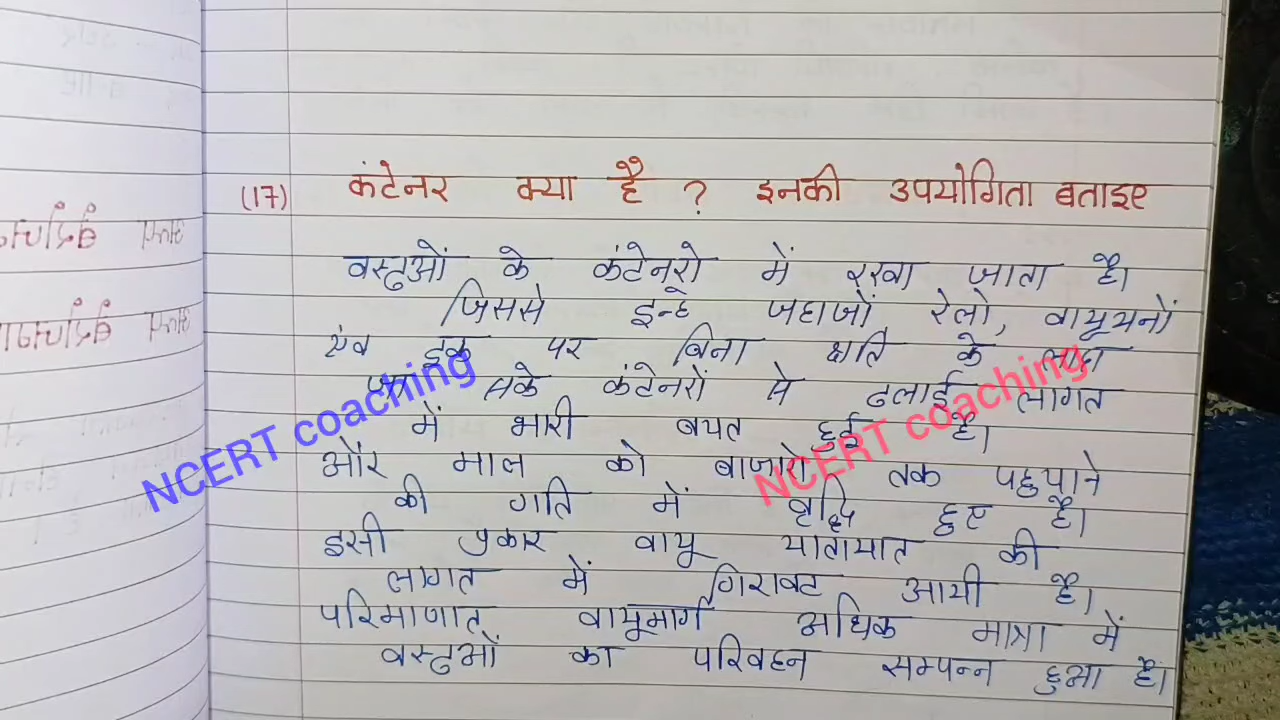 (17) कंटेनर क्या है ? इनकी उपयोगिता बताइए
वस्तुओं के कंटेनरो में रखा जाता है।
जिससे इन्हे जहाजों रेलो, वायूयानों
एंव पर बिना क्षति के
सके कंटेनरों से ढलाई लागत
में भारी बचत हुई है।
और माल को बाजारो तक पहुचाने
की गति में वृद्धि हुए है।
इसी प्रकार वायू यातायात की
लागत में गिरावट आयी है।
परिमाणात वायूमार्ग अधिक मात्रा में
वस्तुओं का परिवहन सम्पन्न हुआ है।
NCERT coaching
NCERT coaching